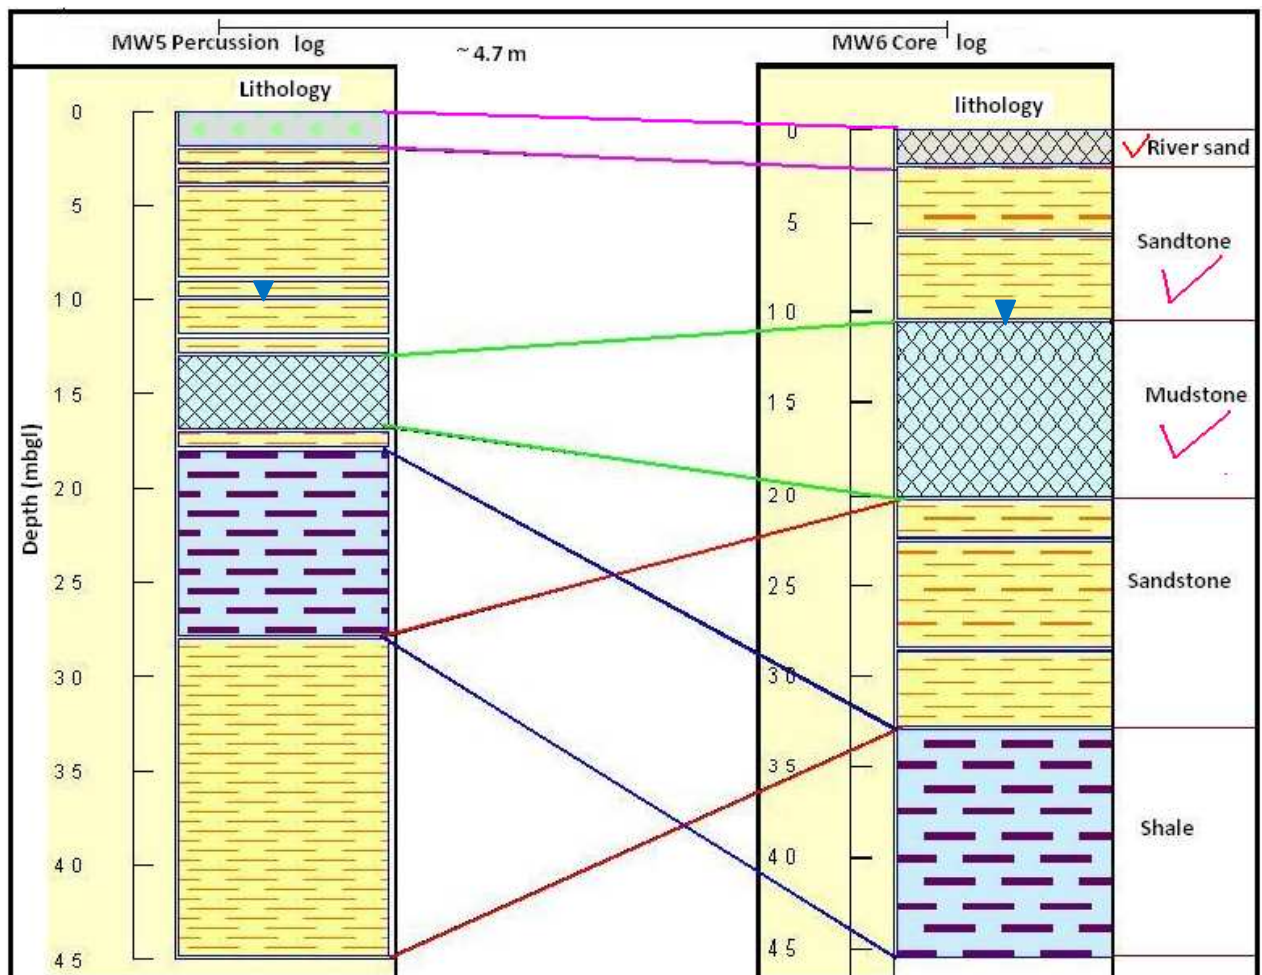 MW5 Percussion log
~ 4.7 m
MW6 Core log
Lithology
lithology
Depth (mbgl)
0
5
10
15
20
25
30
35
40
45
0
5
10
15
20
25
30
35
40
45
River sand
Sandtone
Mudstone
Sandstone
Shale